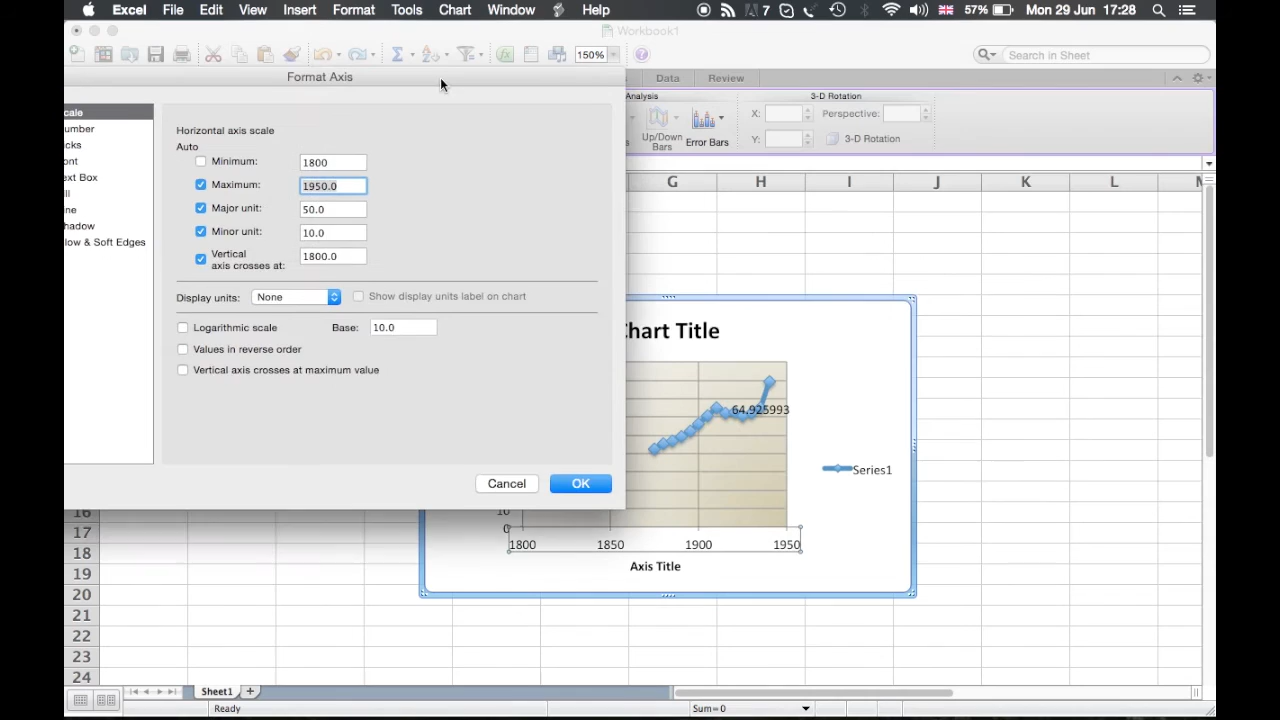 Excel File Edit View Insert Format Tools Chart Window Help 7 57% Mon 29 Jun 17:28
Workbook1
150% Search in Sheet
Format Axis
Data Review
Analysis
3-D Rotation
X: Perspective:
Up/Down Bars
Error Bars
Y: 3-D Rotation
cale
umber
cks
ont
ext Box
ill
ine
hadow
low & Soft Edges
Horizontal axis scale
Auto
Minimum: 1800
Maximum: 1950.0
Major unit: 50.0
Minor unit: 10.0
Vertical
axis crosses at: 1800.0
Display units: None Show display units label on chart
Logarithmic scale Base: 10.0
Values in reverse order
Vertical axis crosses at maximum value
Cancel OK
G H I J K L
hart Title
64.925993
Series1
10
0
1800 1850 1900 1950
Axis Title
16
17
18
19
20
21
22
23
24
Sheet1
Ready Sum=0